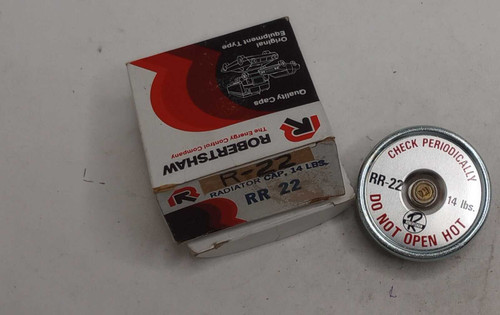 Original
Equipment Type
Quality Caps
R
ROBERTSHAW
The Energy Control Company
R
R-22
RADIATOR CAP, 14 LBS.
RR 22
CHECK PERIODICALLY
RR-22
14 lbs.
R
DO NOT OPEN HOT